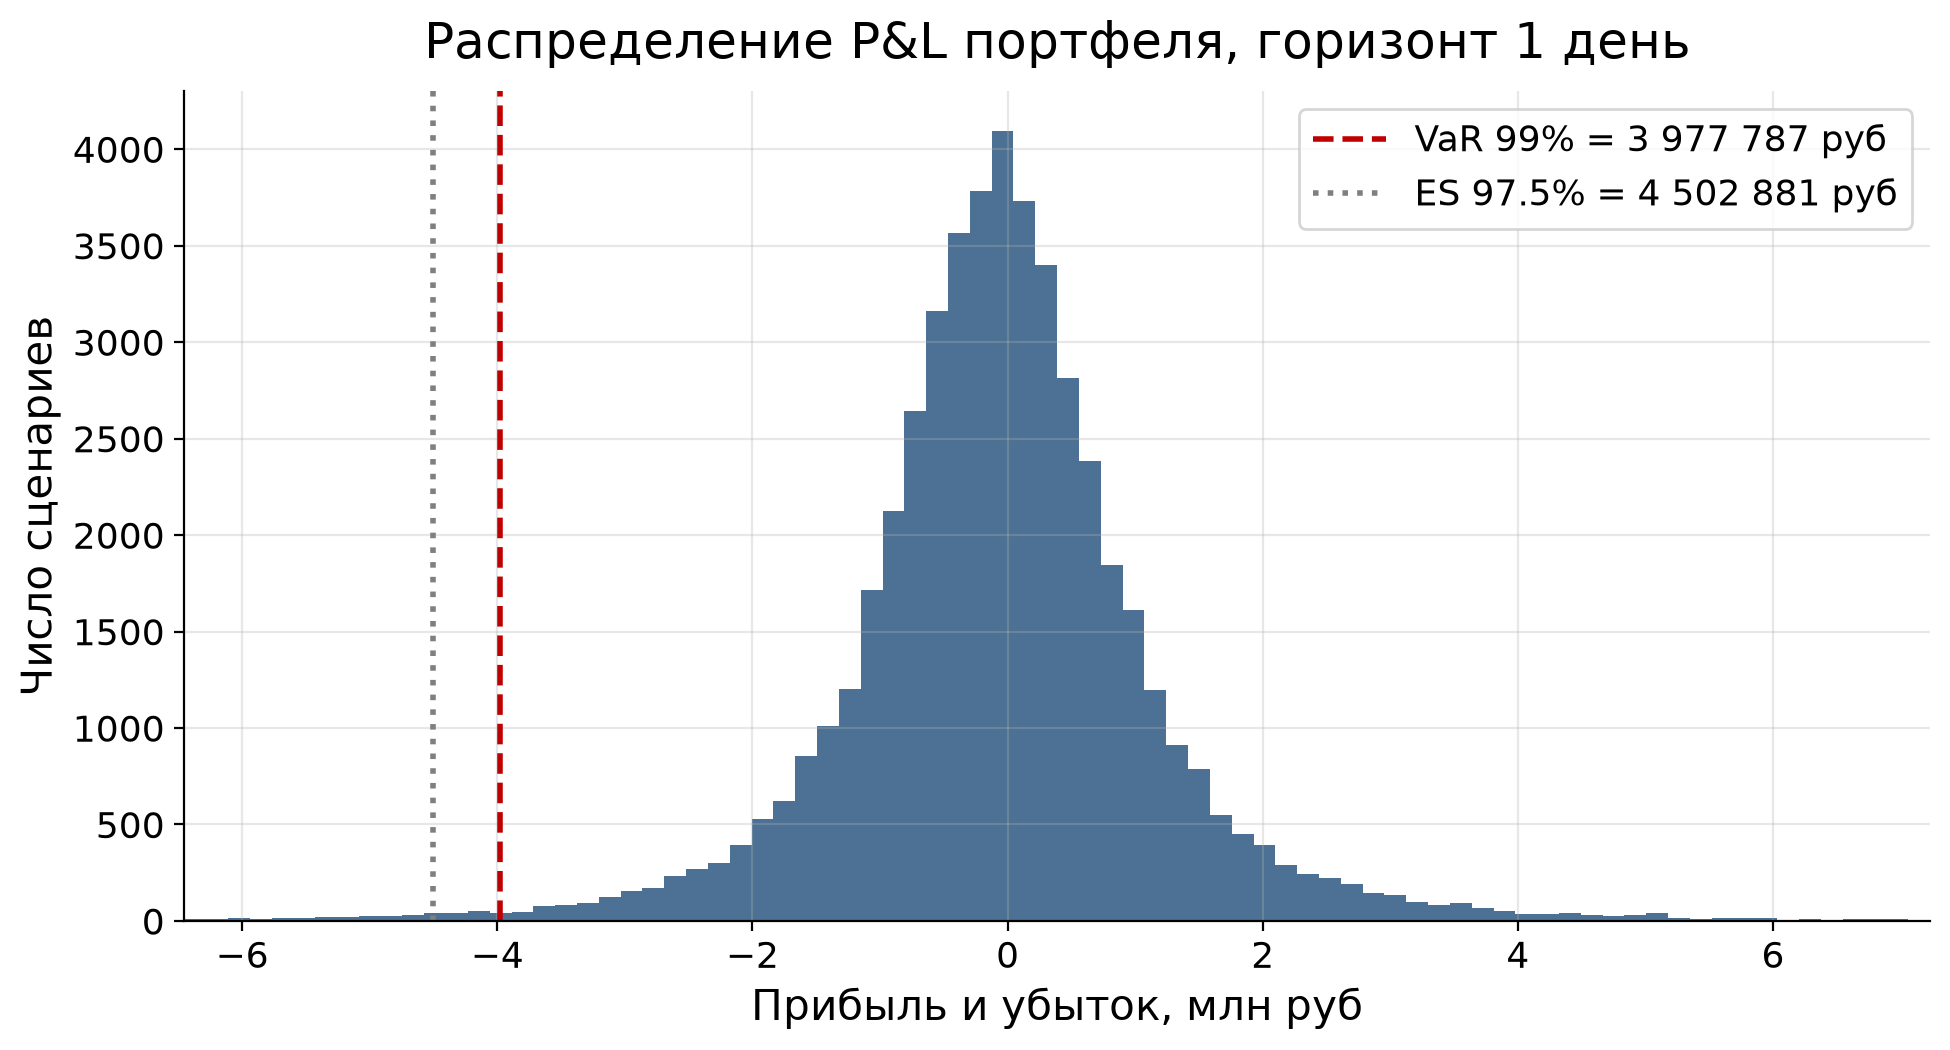 Распределение P&L портфеля, горизонт 1 день
VaR 99% = 3 977 787 руб
ES 97.5% = 4 502 881 руб
Число сценариев
4000
3500
3000
2500
2000
1500
1000
500
0
−6 −4 −2 0 2 4 6
Прибыль и убыток, млн руб